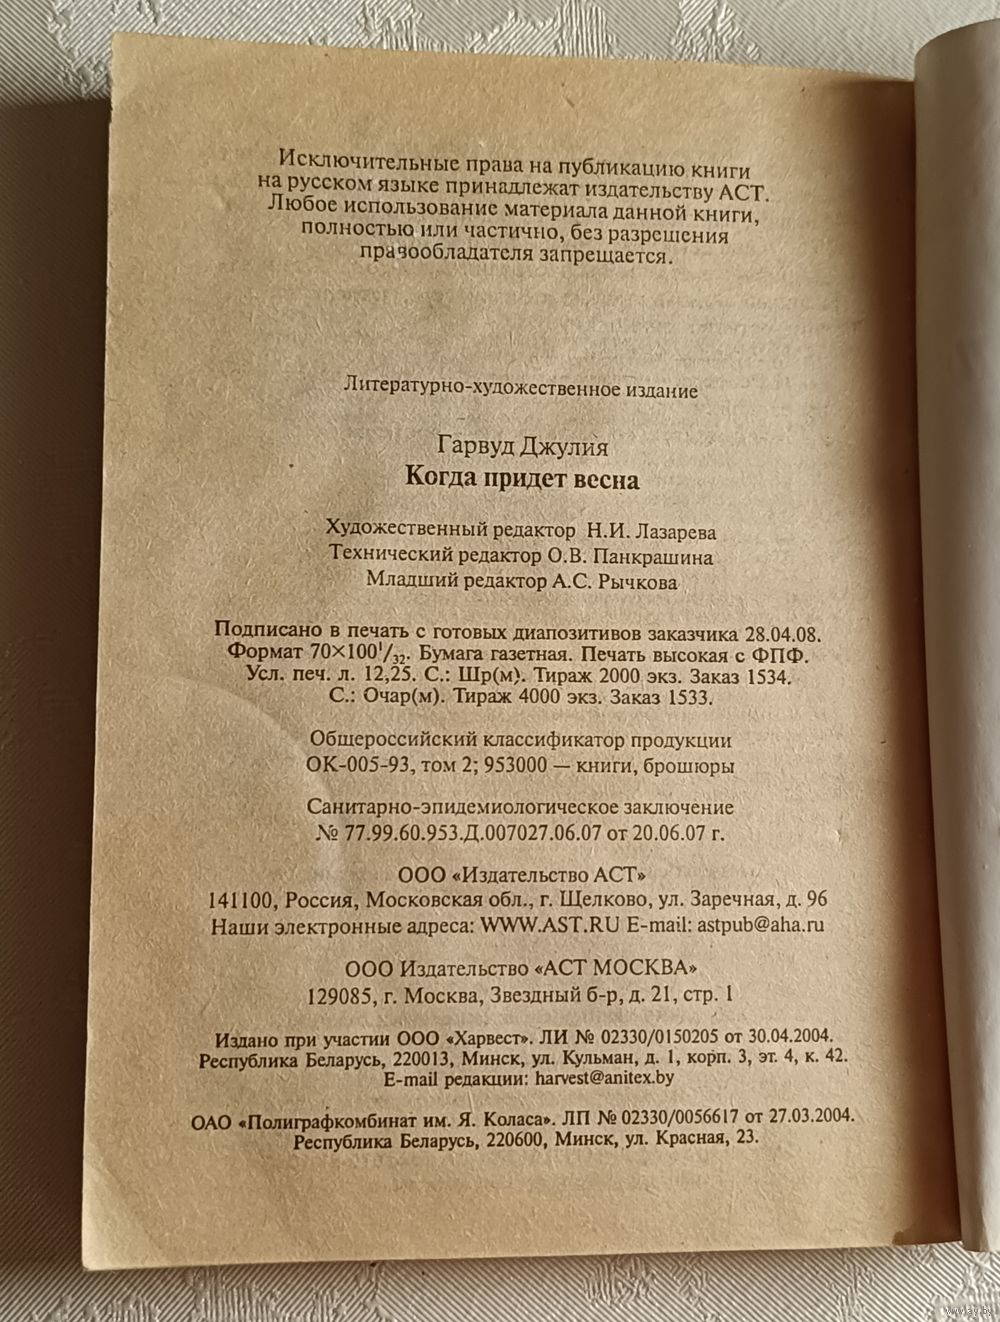 Исключительные права на публикацию книги
на русском языке принадлежат издательству АСТ.
Любое использование материала данной книги,
полностью или частично, без разрешения
правообладателя запрещается.
Литературно-художественное издание
Гарвуд Джулия
Когда придет весна
Художественный редактор Н.И. Лазарева
Технический редактор О.В. Панкрашина
Младший редактор А.С. Рычкова
Подписано в печать с готовых диапозитивов заказчика 28.04.08.
Формат 70×100¹/₃₂. Бумага газетная. Печать высокая с ФПФ.
Усл. печ. л. 12,25. С.: Шр(м). Тираж 2000 экз. Заказ 1534.
С.: Очар(м). Тираж 4000 экз. Заказ 1533.
Общероссийский классификатор продукции
ОК-005-93, том 2; 953000 — книги, брошюры
Санитарно-эпидемиологическое заключение
№ 77.99.60.953.Д.007027.06.07 от 20.06.07 г.
ООО «Издательство АСТ»
141100, Россия, Московская обл., г. Щелково, ул. Заречная, д. 96
Наши электронные адреса: WWW.AST.RU E-mail: astpub@aha.ru
ООО Издательство «АСТ МОСКВА»
129085, г. Москва, Звездный б-р, д. 21, стр. 1
Издано при участии ООО «Харвест». ЛИ № 02330/0150205 от 30.04.2004.
Республика Беларусь, 220013, Минск, ул. Кульман, д. 1, корп. 3, эт. 4, к. 42.
E-mail редакции: harvest@anitex.by
ОАО «Полиграфкомбинат им. Я. Коласа». ЛП № 02330/0056617 от 27.03.2004.
Республика Беларусь, 220600, Минск, ул. Красная, 23.